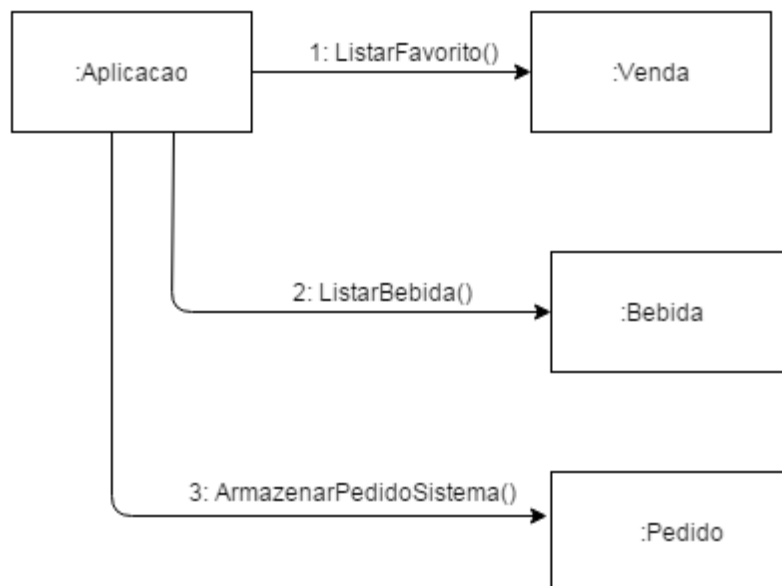 :Aplicacao
1: ListarFavorito()
:Venda
2: ListarBebida()
:Bebida
3: ArmazenarPedidoSistema()
:Pedido